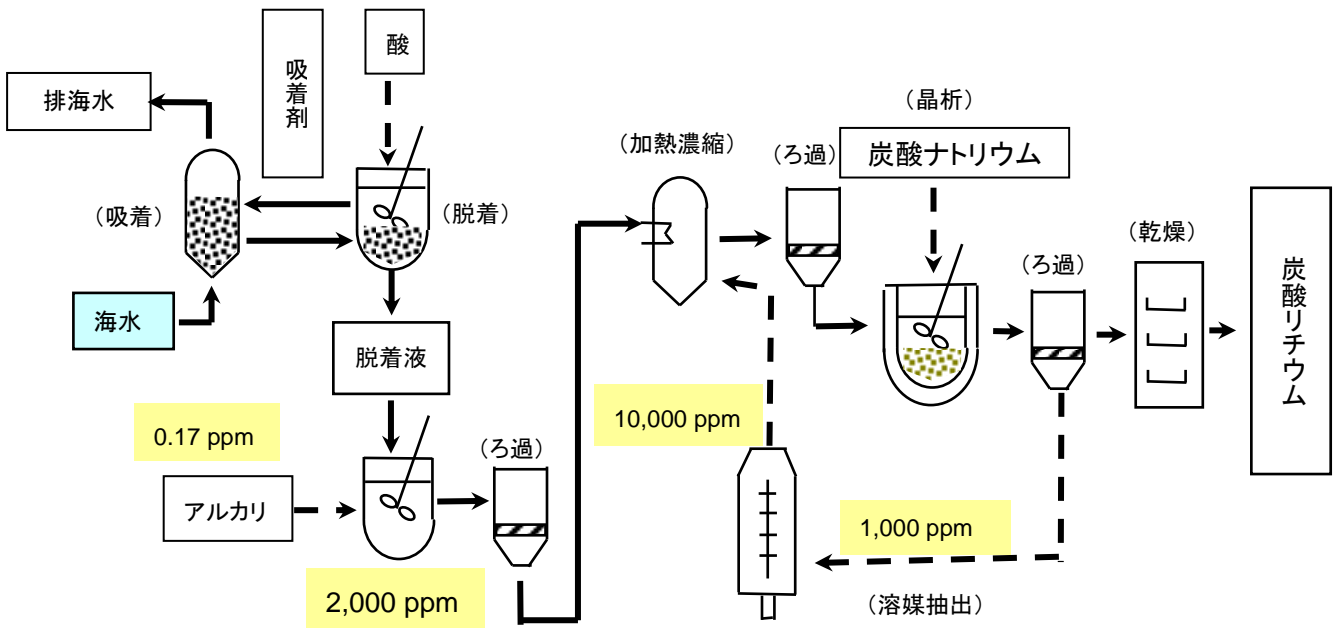 酸
吸着剤
排海水
（晶析）
（加熱濃縮）
（ろ過）
炭酸ナトリウム
（吸着）
（脱着）
（乾燥）
（ろ過）
炭酸リチウム
海水
脱着液
0.17 ppm
10,000 ppm
（ろ過）
アルカリ
1,000 ppm
2,000 ppm
（溶媒抽出）